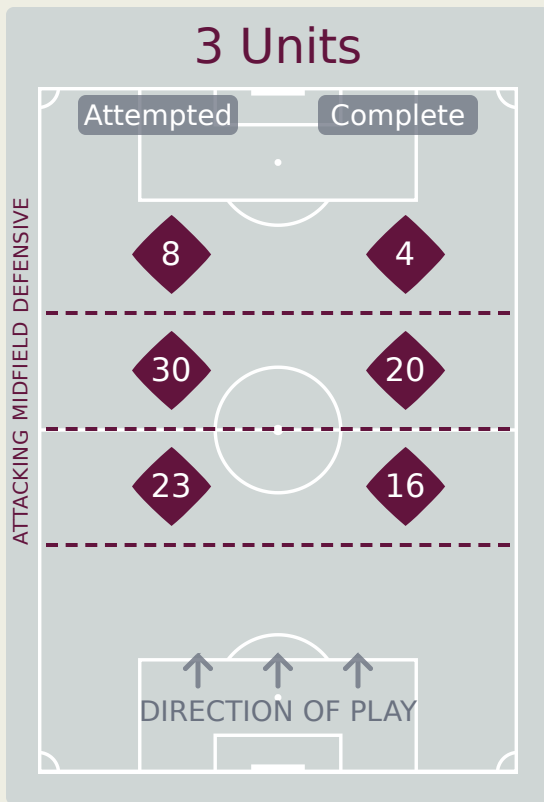 3 Units
Attempted Complete
8 4
30 20
23 16
ATTACKING MIDFIELD DEFENSIVE
DIRECTION OF PLAY